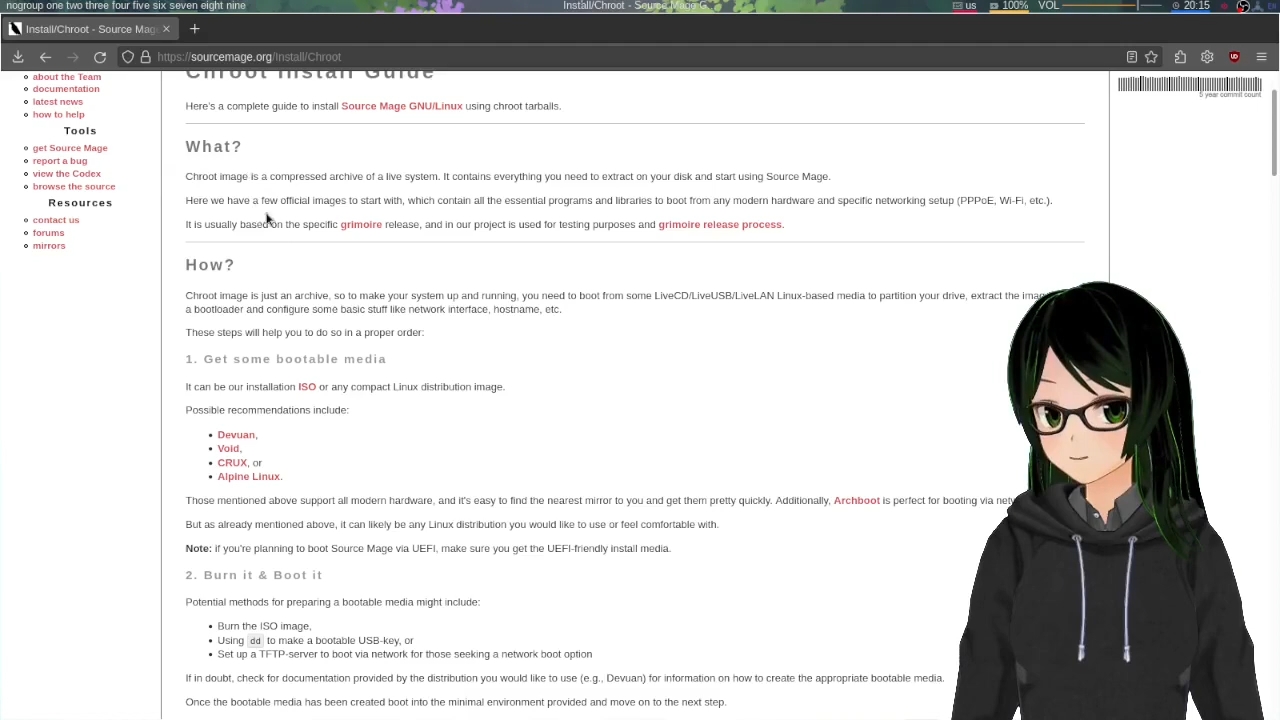 nogroup one two three four five six seven eight nine
Install/Chroot - Source Mage G
us 100% VOL 20:15
Install/Chroot - Source Mag
https://sourcemage.org/Install/Chroot
about the Team
documentation
latest news
how to help
Tools
get Source Mage
report a bug
view the Codex
browse the source
Resources
contact us
forums
mirrors
Chroot Install Guide
Here's a complete guide to install Source Mage GNU/Linux using chroot tarballs.
What?
Chroot image is a compressed archive of a live system. It contains everything you need to extract on your disk and start using Source Mage.
Here we have a few official images to start with, which contain all the essential programs and libraries to boot from any modern hardware and specific networking setup (PPPoE, Wi-Fi, etc.).
It is usually based on the specific grimoire release, and in our project is used for testing purposes and grimoire release process.
How?
Chroot image is just an archive, so to make your system up and running, you need to boot from some LiveCD/LiveUSB/LiveLAN Linux-based media to partition your drive, extract the
a bootloader and configure some basic stuff like network interface, hostname, etc.
These steps will help you to do so in a proper order:
1. Get some bootable media
It can be our installation ISO or any compact Linux distribution image.
Possible recommendations include:
Devuan,
Void,
CRUX, or
Alpine Linux.
Those mentioned above support all modern hardware, and it's easy to find the nearest mirror to you and get them pretty quickly. Additionally, Archboot is perfect for booting via
But as already mentioned above, it can likely be any Linux distribution you would like to use or feel comfortable with.
Note: if you're planning to boot Source Mage via UEFI, make sure you get the UEFI-friendly install media.
2. Burn it & Boot it
Potential methods for preparing a bootable media might include:
Burn the ISO image,
Using dd to make a bootable USB-key, or
Set up a TFTP-server to boot via network for those seeking a network boot option
If in doubt, check for documentation provided by the distribution you would like to use (e.g., Devuan) for information on how to create the appropriate bootable media.
Once the bootable media has been created boot into the minimal environment provided and move on to the next step.
5 year commit count